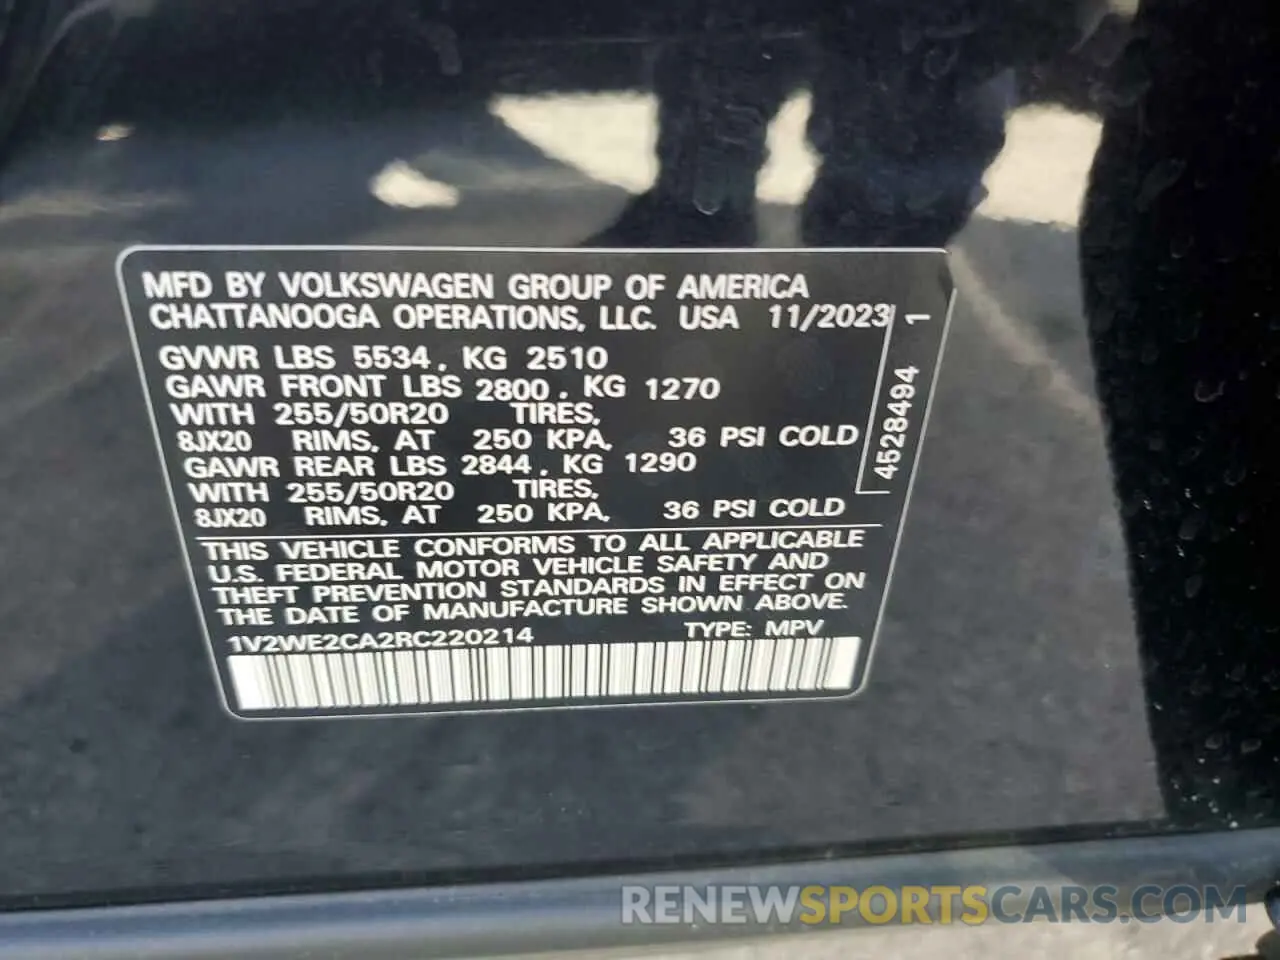 MFD BY VOLKSWAGEN GROUP OF AMERICA
CHATTANOOGA OPERATIONS, LLC. USA 11/2023
GVWR LBS 5534, KG 2510
GAWR FRONT LBS 2800, KG 1270
WITH 255/50R20 TIRES,
8JX20 RIMS, AT 250 KPA, 36 PSI COLD
GAWR REAR LBS 2844, KG 1290
WITH 255/50R20 TIRES,
8JX20 RIMS, AT 250 KPA, 36 PSI COLD
4528494 1
THIS VEHICLE CONFORMS TO ALL APPLICABLE
U.S. FEDERAL MOTOR VEHICLE SAFETY AND
THEFT PREVENTION STANDARDS IN EFFECT ON
THE DATE OF MANUFACTURE SHOWN ABOVE.
1V2WE2CA2RC220214 TYPE: MPV
RENEWSPORTSCARS.COM